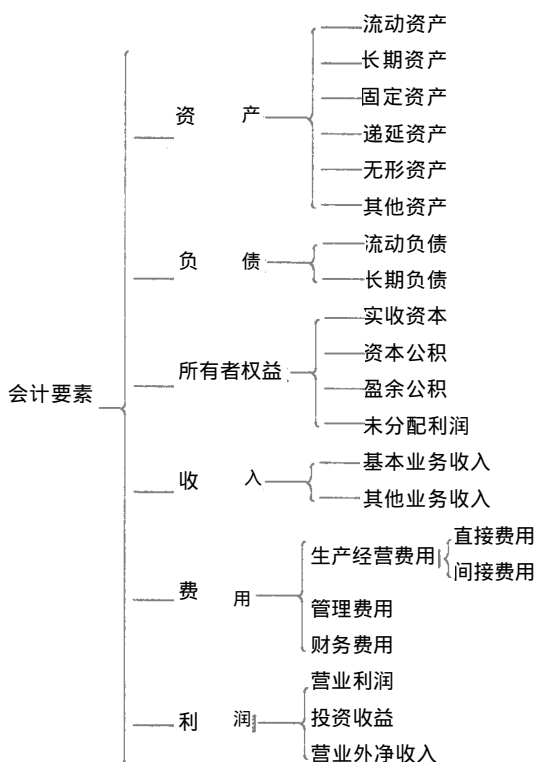 流动资产
长期资产
固定资产
资 产
递延资产
无形资产
其他资产
负 债
流动负债
长期负债
实收资本
资本公积
所有者权益
盈余公积
会计要素
未分配利润
收 入
基本业务收入
其他业务收入
直接费用
生产经营费用
间接费用
费 用
管理费用
财务费用
营业利润
利 润
投资收益
营业外净收入